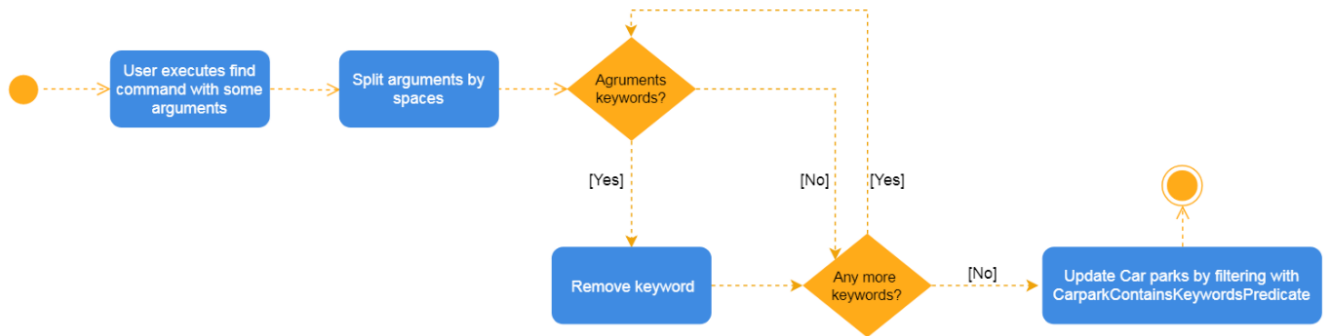 User executes find
command with some
arguments
Split arguments by
spaces
Agruments
keywords?
[Yes]
[No]
[Yes]
Remove keyword
Any more
keywords?
[No]
Update Car parks by filtering with
CarparkContainsKeywordsPredicate